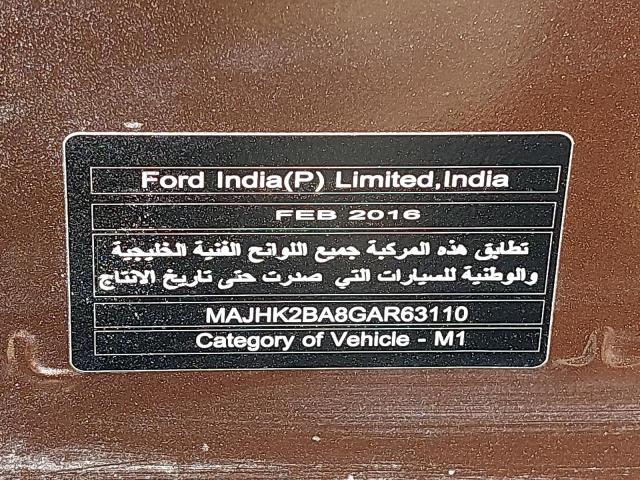 Ford India(P) Limited,India
FEB 2016
تطابق هذه المركبة جميع اللوائح الفنية الخليجية
والوطنية للسيارات التي صدرت حتى تاريخ الانتاج
MAJHK2BA8GAR63110
Category of Vehicle - M1